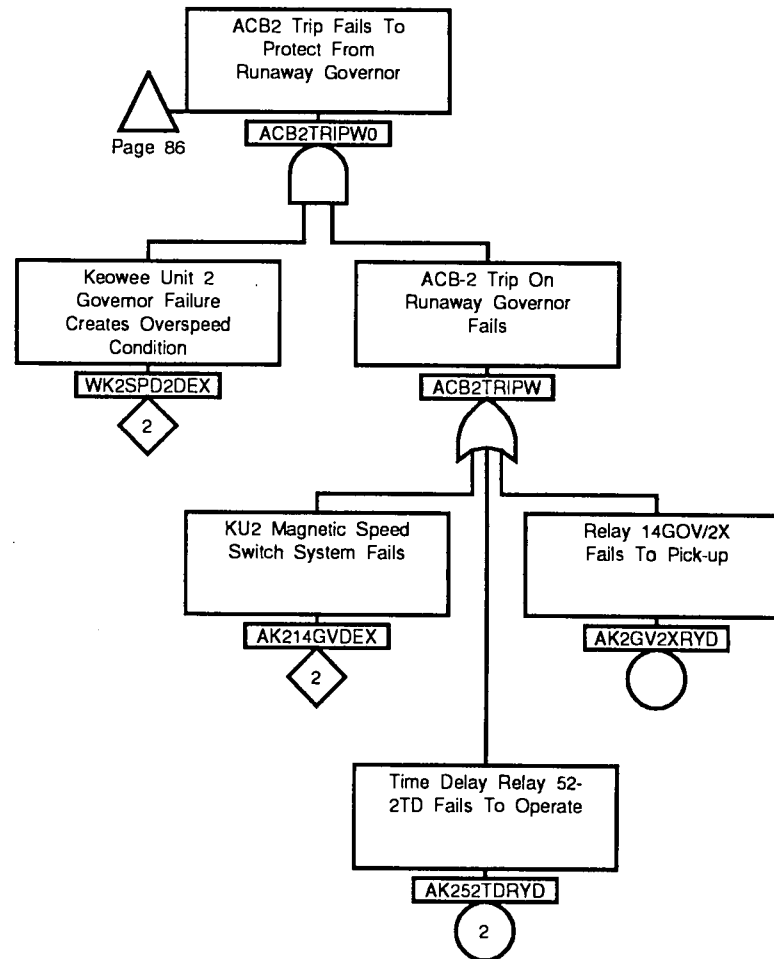 ACB2 Trip Fails To
Protect From
Runaway Governor
Page 86
ACB2TRIPW0
Keowee Unit 2
Governor Failure
Creates Overspeed
Condition
WK2SPD2DEX
2
ACB-2 Trip On
Runaway Governor
Fails
ACB2TRIPW
KU2 Magnetic Speed
Switch System Fails
AK214GVDEX
2
Relay 14GOV/2X
Fails To Pick-up
AK2GV2XRYD
Time Delay Relay 52-
2TD Fails To Operate
AK252TDRYD
2